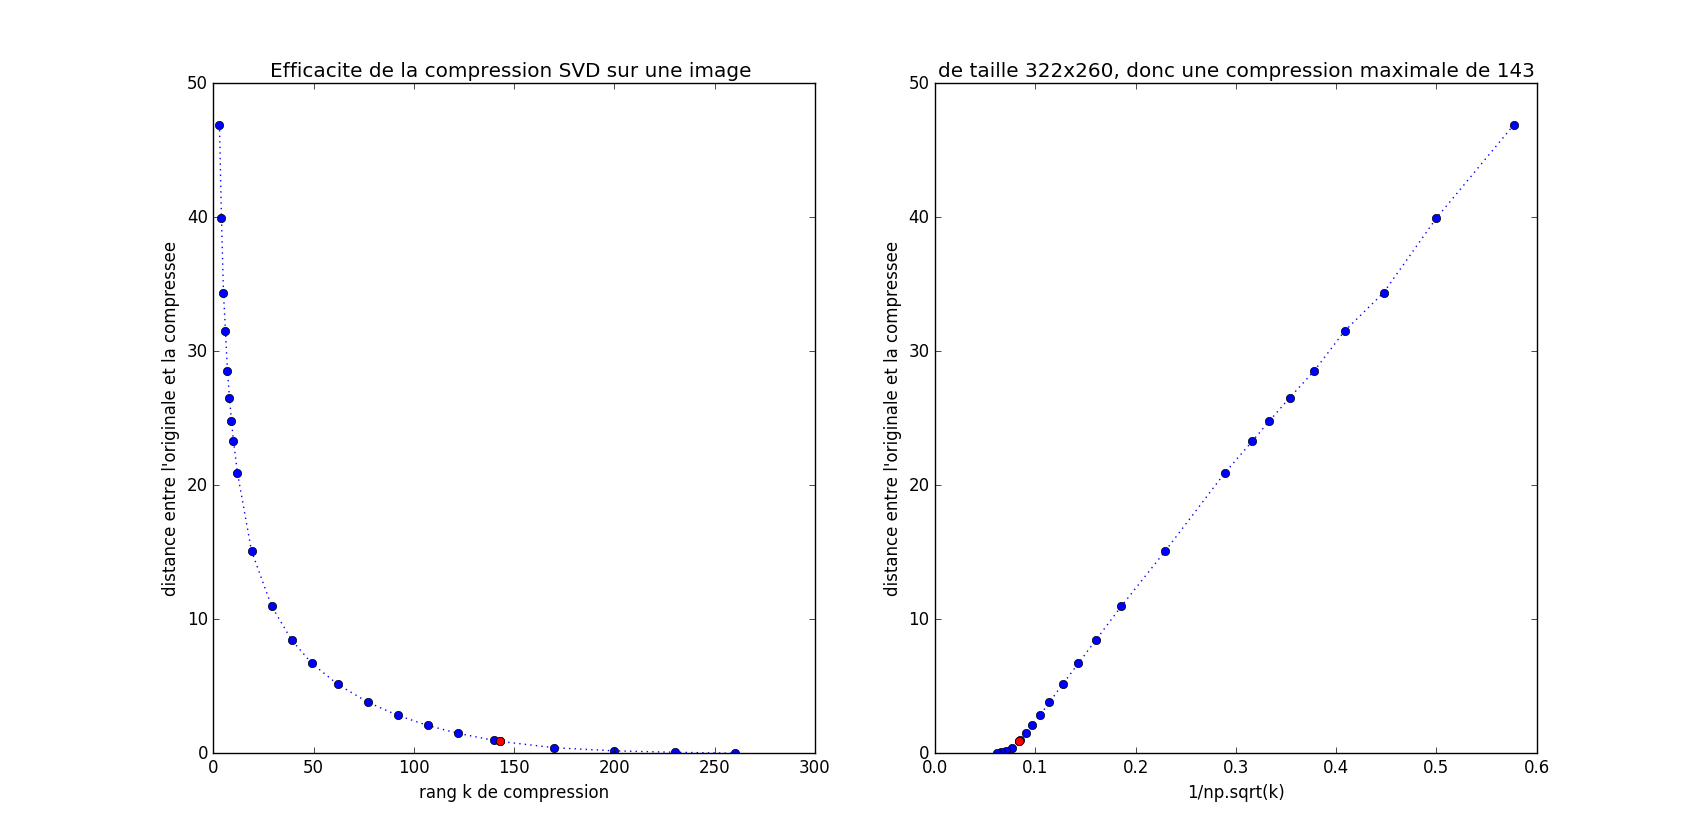 Efficacite de la compression SVD sur une image
50
40
30
20
10
0
distance entre l'originale et la compressee
0 50 100 150 200 250 300
rang k de compression
de taille 322x260, donc une compression maximale de 143
50
40
30
20
10
0
distance entre l'originale et la compressee
0.0 0.1 0.2 0.3 0.4 0.5 0.6
1/np.sqrt(k)